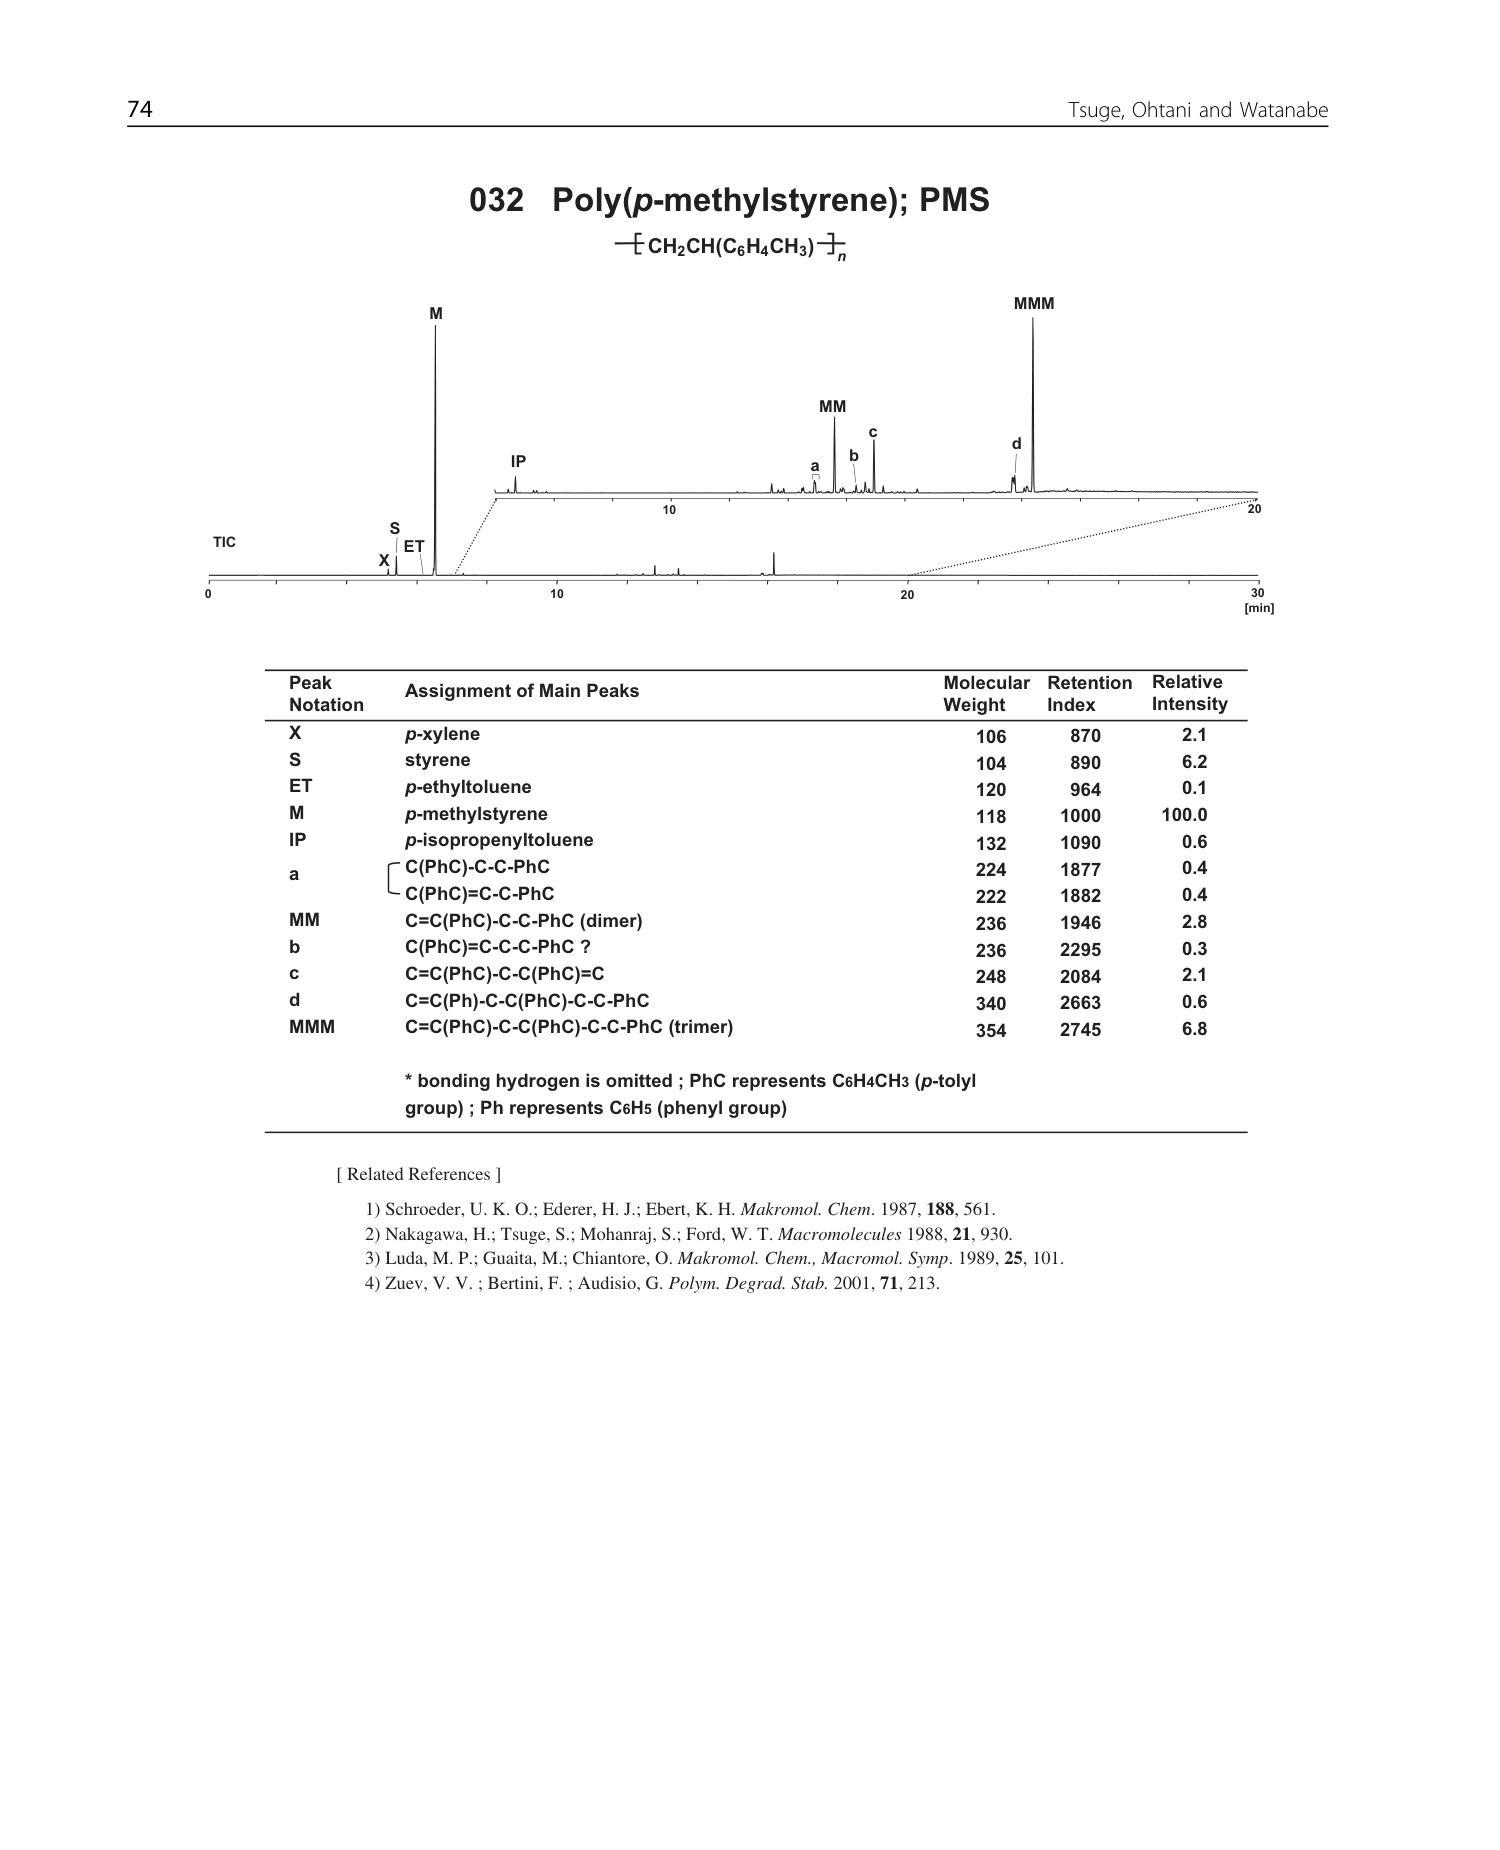 74
Tsuge, Ohtani and Watanabe
032 Poly(p-methylstyrene); PMS
[CH2CH(C6H4CH3)]n
M
MMM
MM
c
IP
a
b
d
10
20
TIC
S
ET
X
0
10
20
30
[min]
Peak Notation Assignment of Main Peaks Molecular Weight Retention Index Relative Intensity
X p-xylene 106 870 2.1
S styrene 104 890 6.2
ET p-ethyltoluene 120 964 0.1
M p-methylstyrene 118 1000 100.0
IP p-isopropenyltoluene 132 1090 0.6
a C(PhC)-C-C-PhC 224 1877 0.4
C(PhC)=C-C-PhC 222 1882 0.4
MM C=C(PhC)-C-C-PhC (dimer) 236 1946 2.8
b C(PhC)=C-C-C-PhC ? 236 2295 0.3
c C=C(PhC)-C-C(PhC)=C 248 2084 2.1
d C=C(Ph)-C-C(PhC)-C-C-PhC 340 2663 0.6
MMM C=C(PhC)-C-C(PhC)-C-C-PhC (trimer) 354 2745 6.8
* bonding hydrogen is omitted ; PhC represents C6H4CH3 (p-tolyl
group) ; Ph represents C6H5 (phenyl group)
[ Related References ]
1) Schroeder, U. K. O.; Ederer, H. J.; Ebert, K. H. Makromol. Chem. 1987, 188, 561.
2) Nakagawa, H.; Tsuge, S.; Mohanraj, S.; Ford, W. T. Macromolecules 1988, 21, 930.
3) Luda, M. P.; Guaita, M.; Chiantore, O. Makromol. Chem., Macromol. Symp. 1989, 25, 101.
4) Zuev, V. V. ; Bertini, F. ; Audisio, G. Polym. Degrad. Stab. 2001, 71, 213.